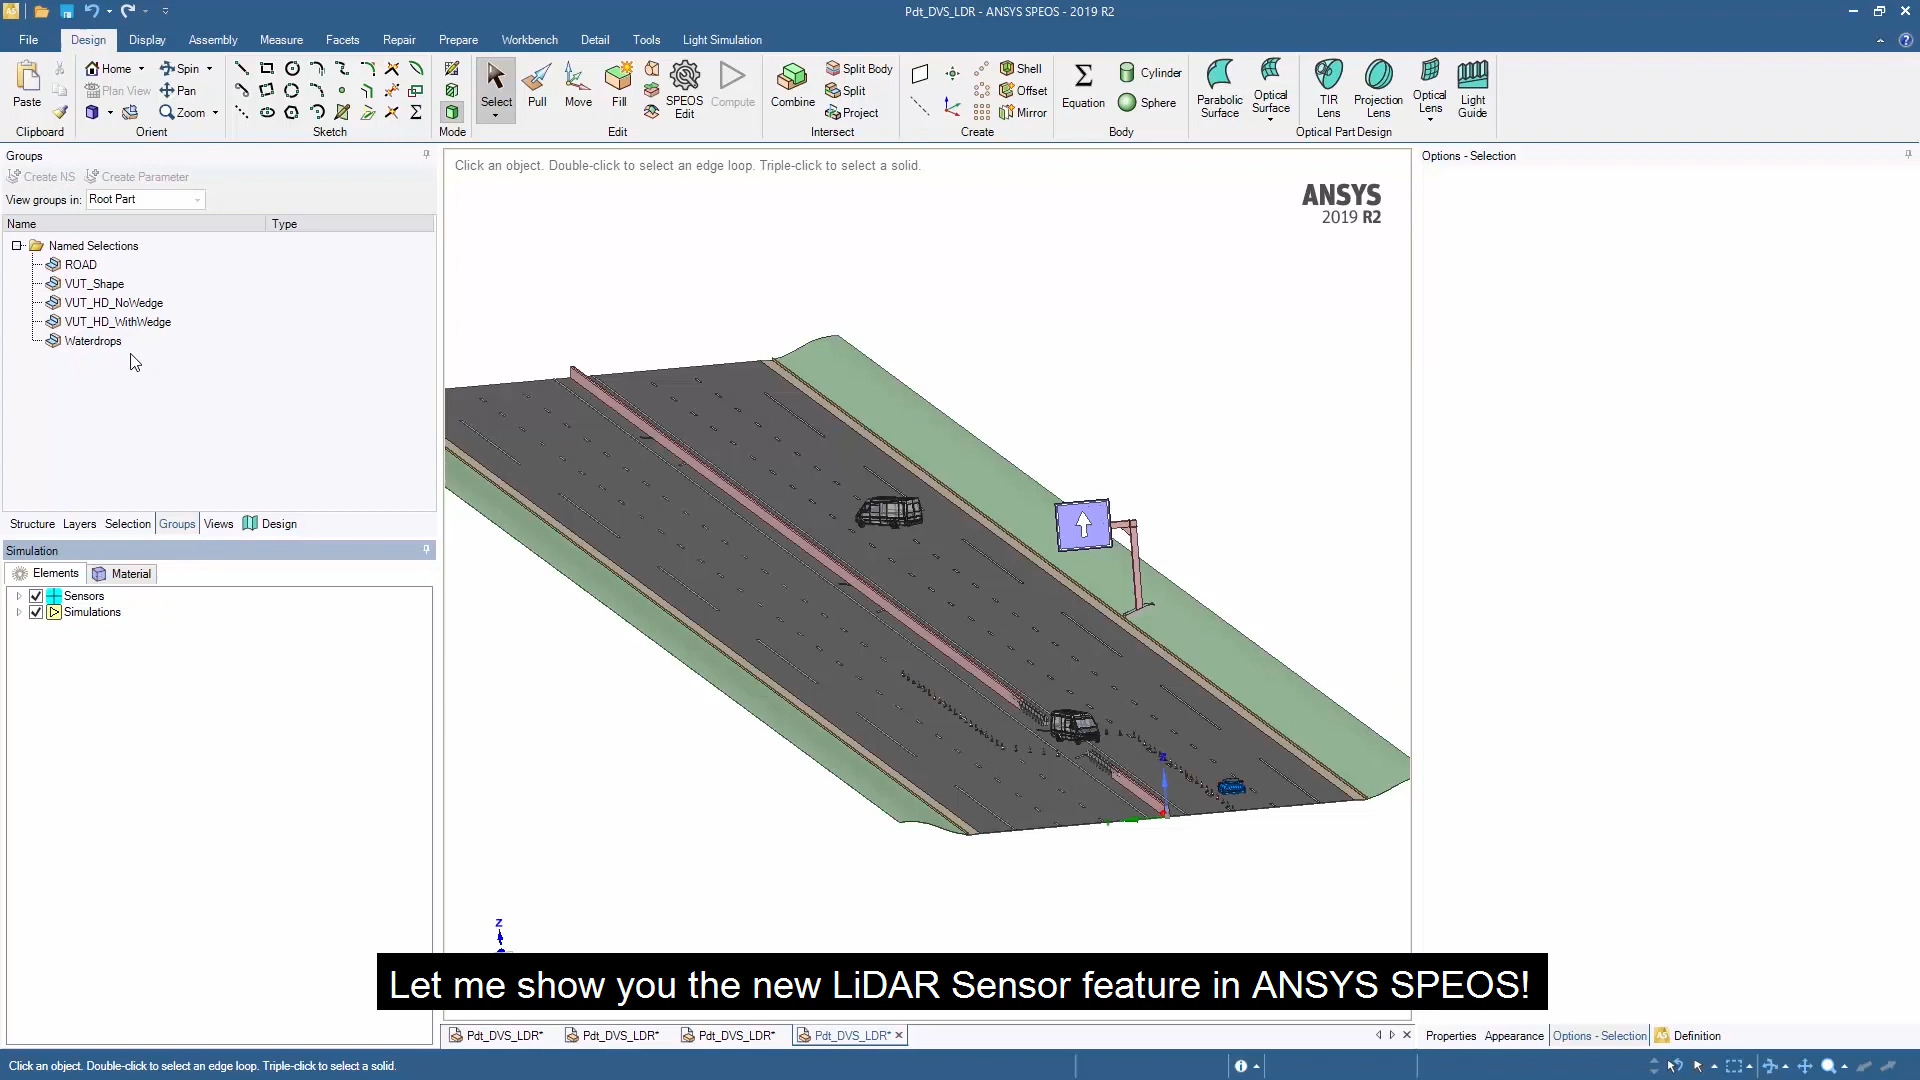 Pdt_DVS_LDR - ANSYS SPEOS - 2019 R2
File Design Display Assembly Measure Facets Repair Prepare Workbench Detail Tools Light Simulation
Paste
Clipboard
Home Spin
Plan View Pan
Zoom
Orient
Sketch
Mode
Select Pull Move Fill SPEOS Edit Compute
Edit
Combine Split Body
Split
Project
Intersect
Shell
Offset
Mirror
Create
Equation Cylinder
Sphere
Body
Parabolic Surface Optical Surface TIR Lens Projection Lens Optical Lens Light Guide
Optical Part Design
Groups
Create NS Create Parameter
View groups in: Root Part
Name Type
Named Selections
ROAD
VUT_Shape
VUT_HD_NoWedge
VUT_HD_WithWedge
Waterdrops
Structure Layers Selection Groups Views Design
Simulation
Elements Material
Sensors
Simulations
Click an object. Double-click to select an edge loop. Triple-click to select a solid.
ANSYS
2019 R2
Z
Z
Options - Selection
Let me show you the new LiDAR Sensor feature in ANSYS SPEOS!
Pdt_DVS_LDR* Pdt_DVS_LDR* Pdt_DVS_LDR* Pdt_DVS_LDR*
Properties Appearance Options - Selection Definition
Click an object. Double-click to select an edge loop. Triple-click to select a solid.